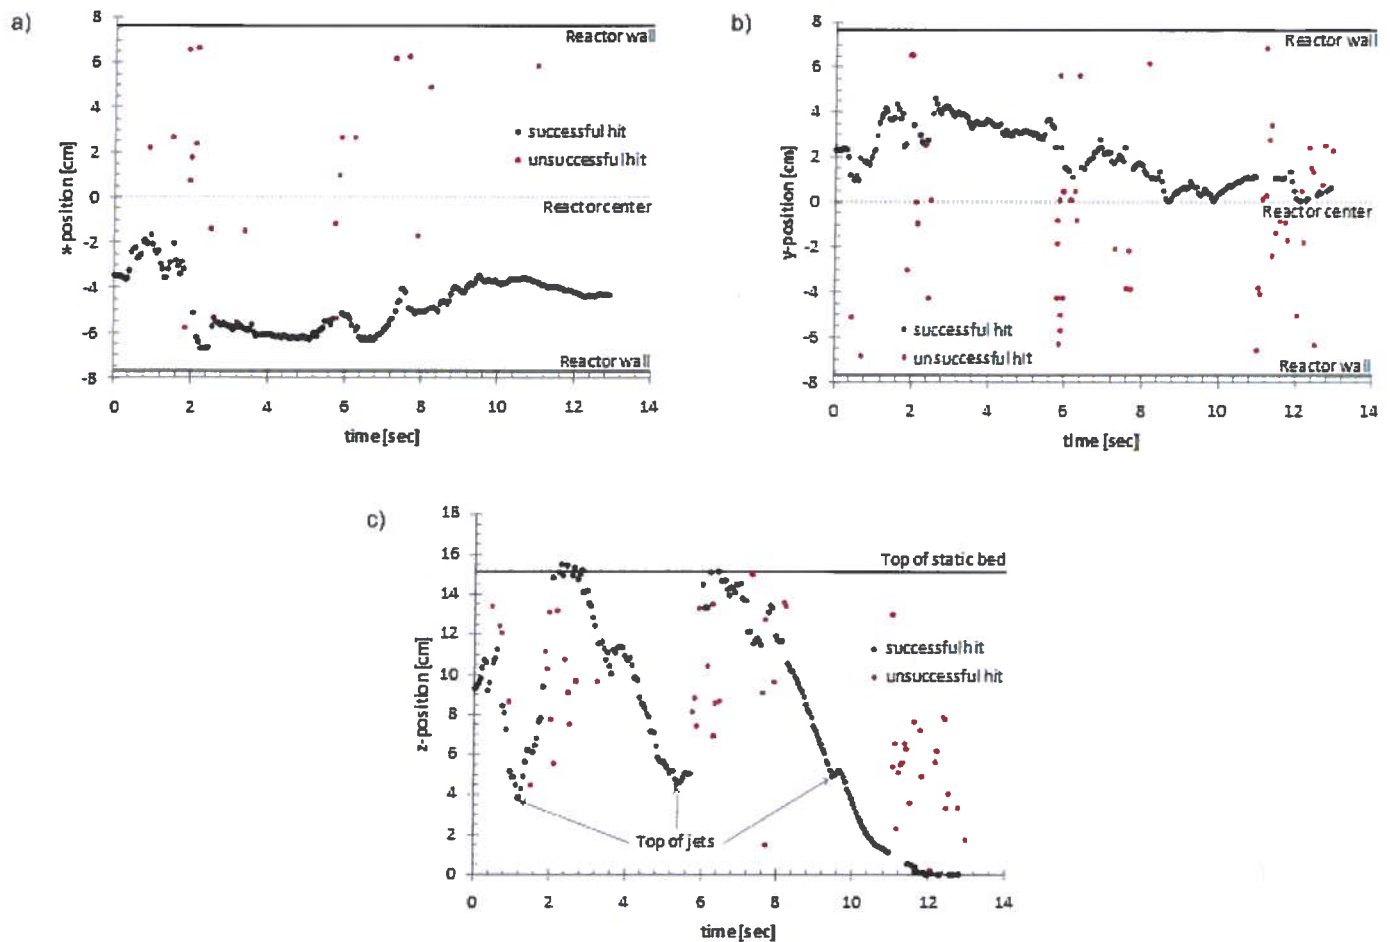 a)
8
6
4
2
0
-2
-4
-6
-8
x-position [cm]
Reactor wall
successful hit
unsuccessful hit
Reactor center
Reactor wall
0 2 4 6 8 10 12 14
time [sec]
b)
8
6
4
2
0
-2
-4
-5
-8
y-position [cm]
Reactor wall
Reactor center
successful hit
unsuccessful hit
Reactor wall
0 2 4 6 8 10 12 14
time [sec]
c)
18
16
14
12
10
8
6
4
2
0
z-position [cm]
Top of static bed
successful hit
unsuccessful hit
Top of jets
0 2 4 6 8 10 12 14
time [sec]